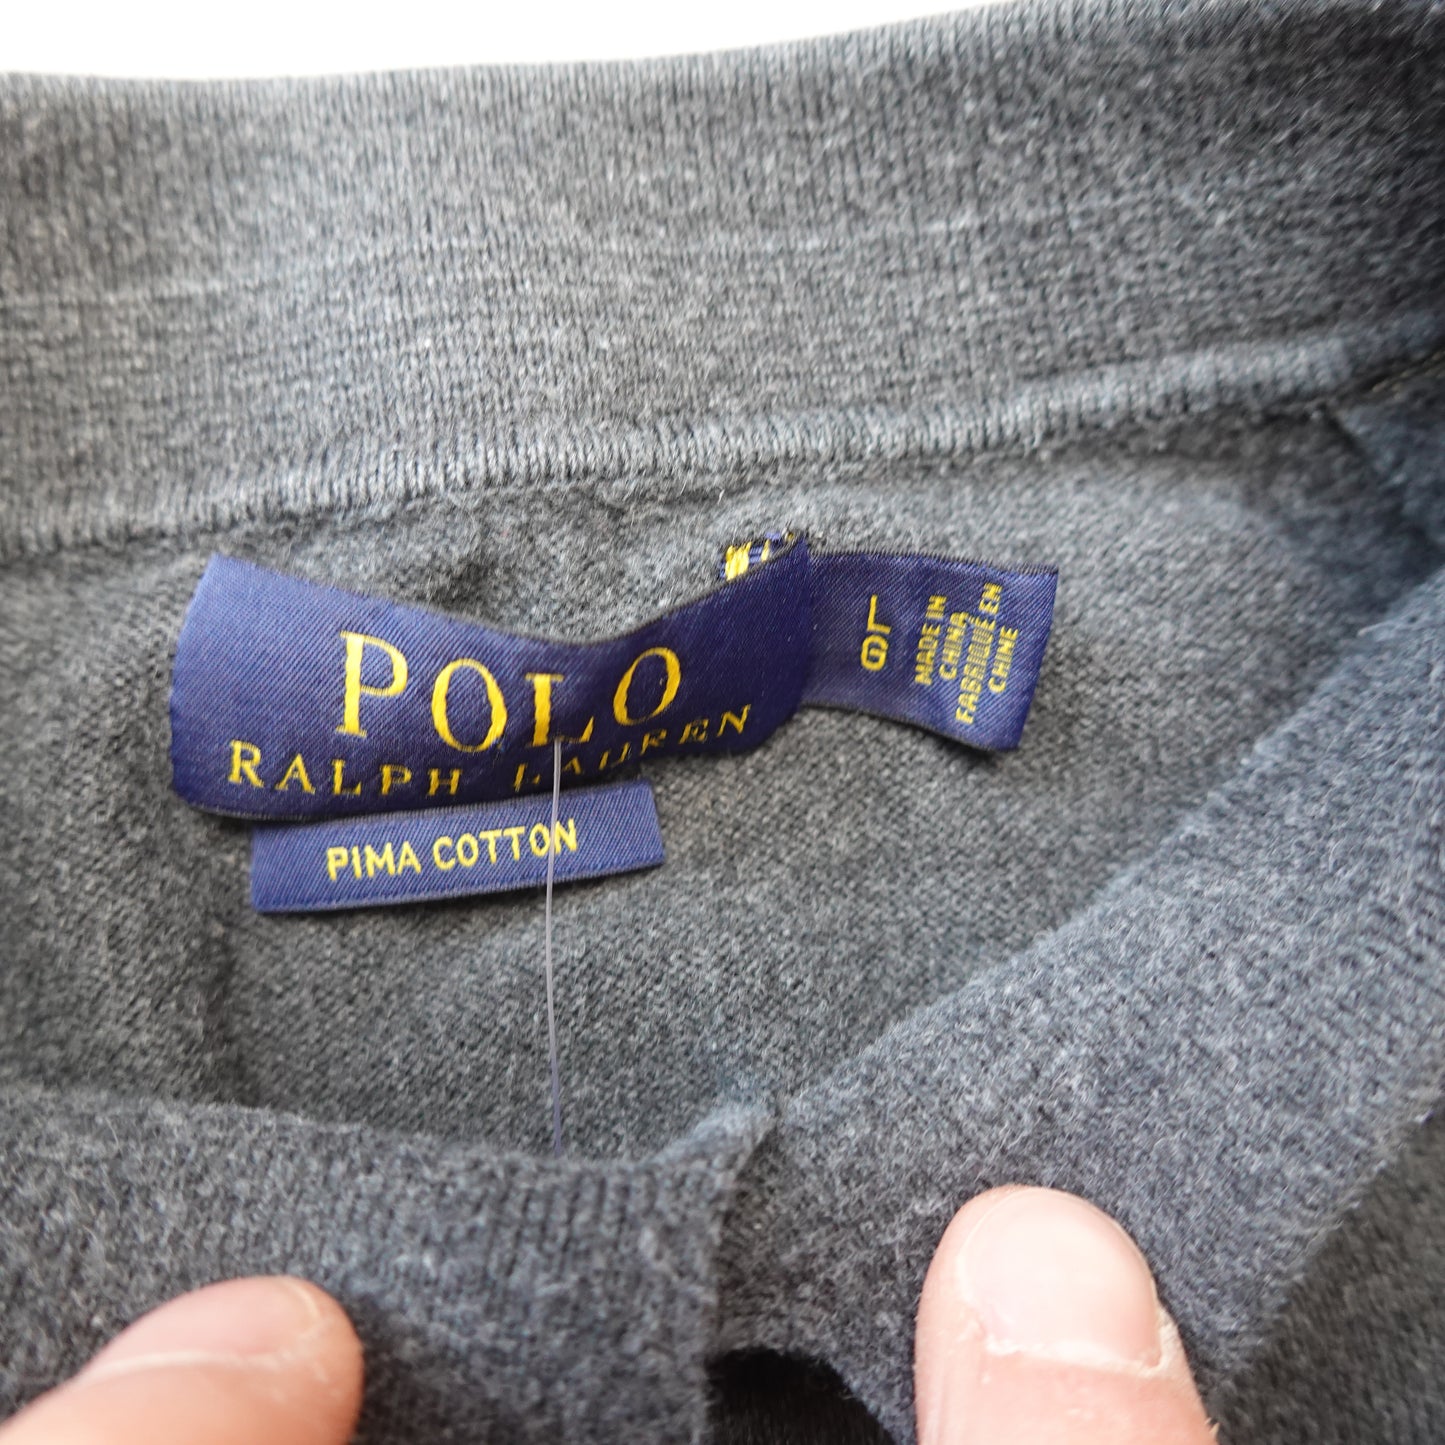 POLO
RALPH LAUREN
PIMA COTTON
L
G
MADE IN
CHINA
FABRIQUÉ EN
CHINE